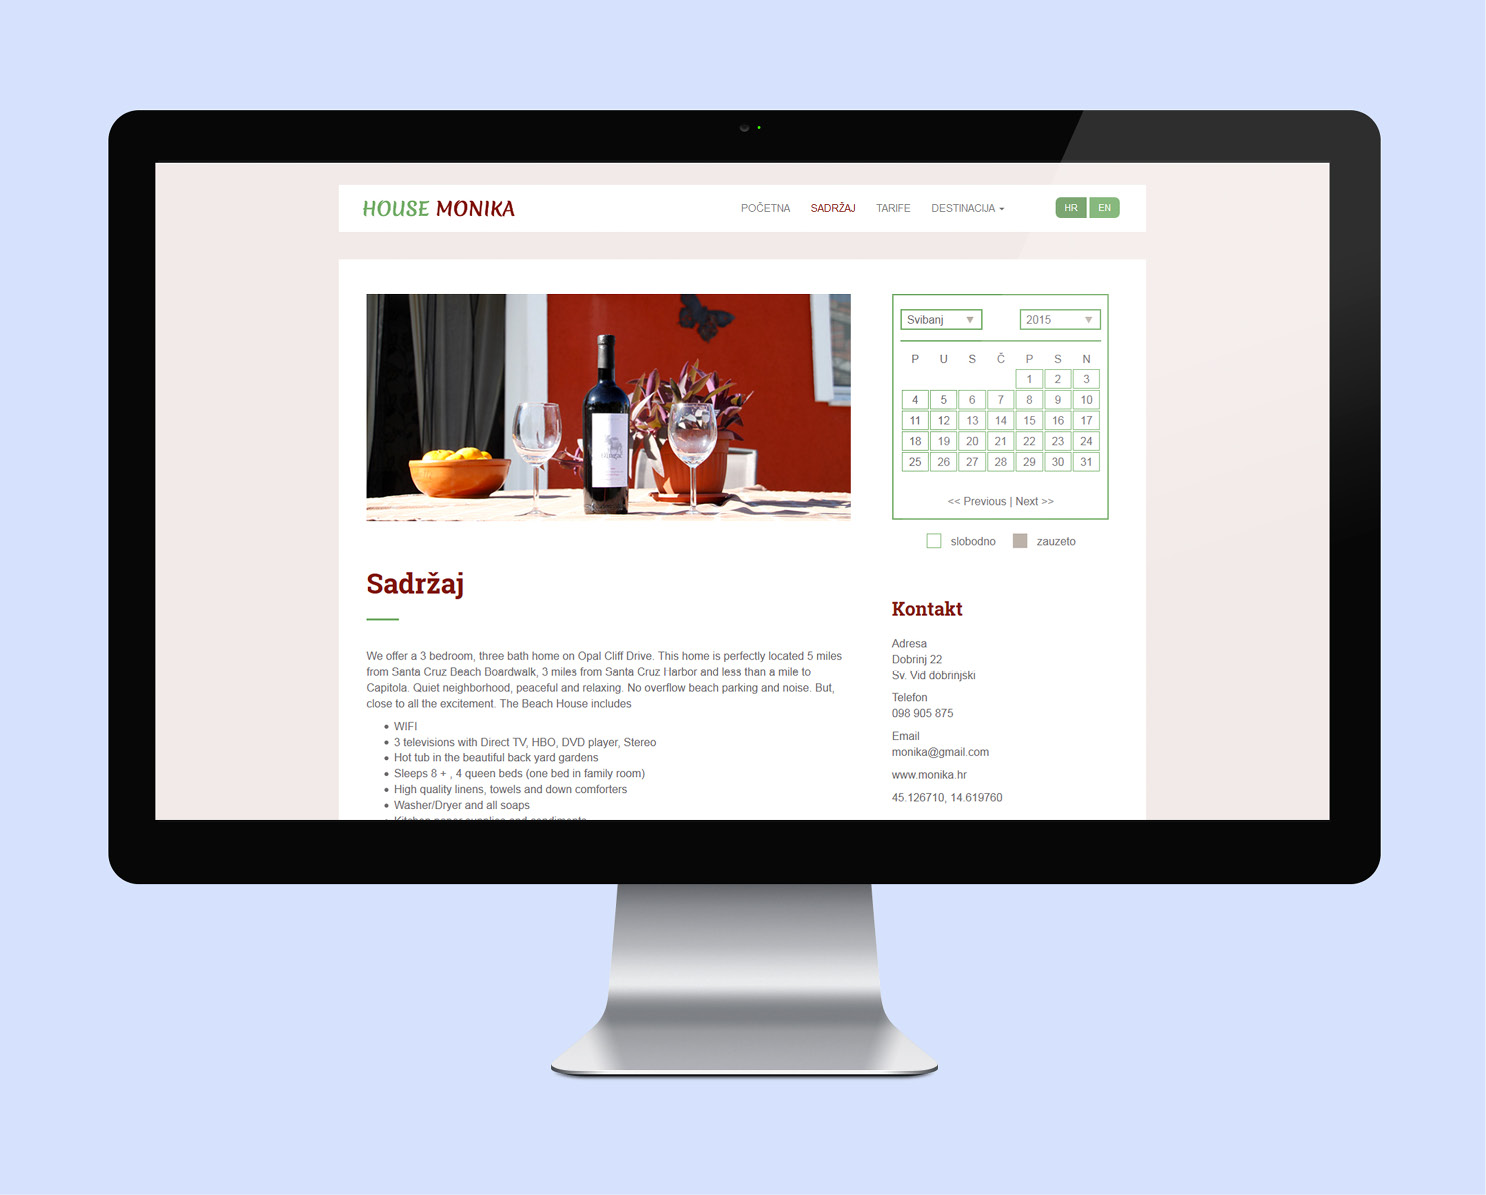 HOUSE MONIKA
POČETNA SADRŽAJ TARIFE DESTINACIJA
HR EN
Svibanj 2015
P U S Č P S N
1 2 3
4 5 6 7 8 9 10
11 12 13 14 15 16 17
18 19 20 21 22 23 24
25 26 27 28 29 30 31
<< Previous | Next >>
slobodno zauzeto
Sadržaj
We offer a 3 bedroom, three bath home on Opal Cliff Drive. This home is perfectly located 5 miles
from Santa Cruz Beach Boardwalk, 3 miles from Santa Cruz Harbor and less than a mile to
Capitola. Quiet neighborhood, peaceful and relaxing. No overflow beach parking and noise. But,
close to all the excitement. The Beach House includes
• WIFI
• 3 televisions with Direct TV, HBO, DVD player, Stereo
• Hot tub in the beautiful back yard gardens
• Sleeps 8 + , 4 queen beds (one bed in family room)
• High quality linens, towels and down comforters
• Washer/Dryer and all soaps
Kontakt
Adresa
Dobrinj 22
Sv. Vid dobrinjski
Telefon
098 905 875
Email
monika@gmail.com
www.monika.hr
45.126710, 14.619760